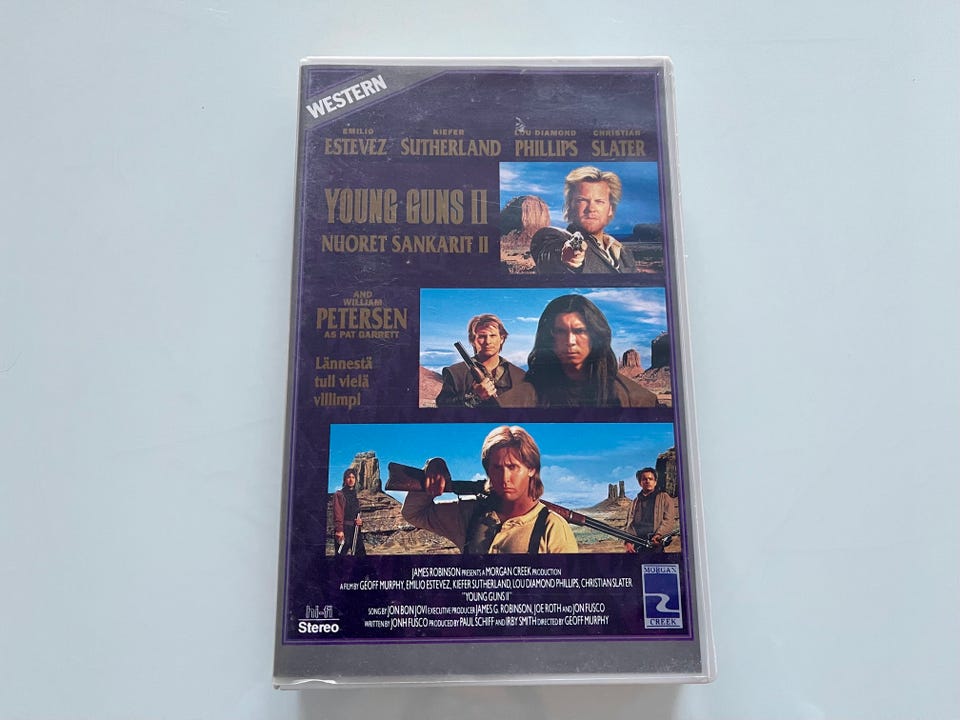 WESTERN
EMILIO ESTEVEZ
KIEFER SUTHERLAND
LOU DIAMOND PHILLIPS
CHRISTIAN SLATER
YOUNG GUNS II
NUORET SANKARIT II
AND
WILLIAM
PETERSEN
AS PAT GARRETT
Lännestä
tuli vielä
villimpi
JAMES ROBINSON PRESENTS A MORGAN CREEK PRODUCTION
A FILM BY GEOFF MURPHY, EMILIO ESTEVEZ, KIEFER SUTHERLAND, LOU DIAMOND PHILLIPS, CHRISTIAN SLATER
"YOUNG GUNS II"
SONG BY JON BON JOVI EXECUTIVE PRODUCER JAMES G. ROBINSON, JOE ROTH AND JON FUSCO
WRITTEN BY JONH FUSCO PRODUCED BY PAUL SCHIFF AND IRBY SMITH DIRECTED BY GEOFF MURPHY
hi-fi
Stereo
MORGAN
CREEK